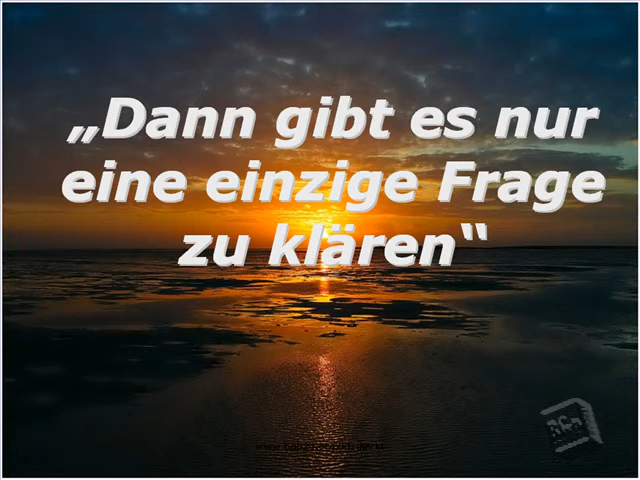 „Dann gibt es nur
eine einzige Frage
zu klären“